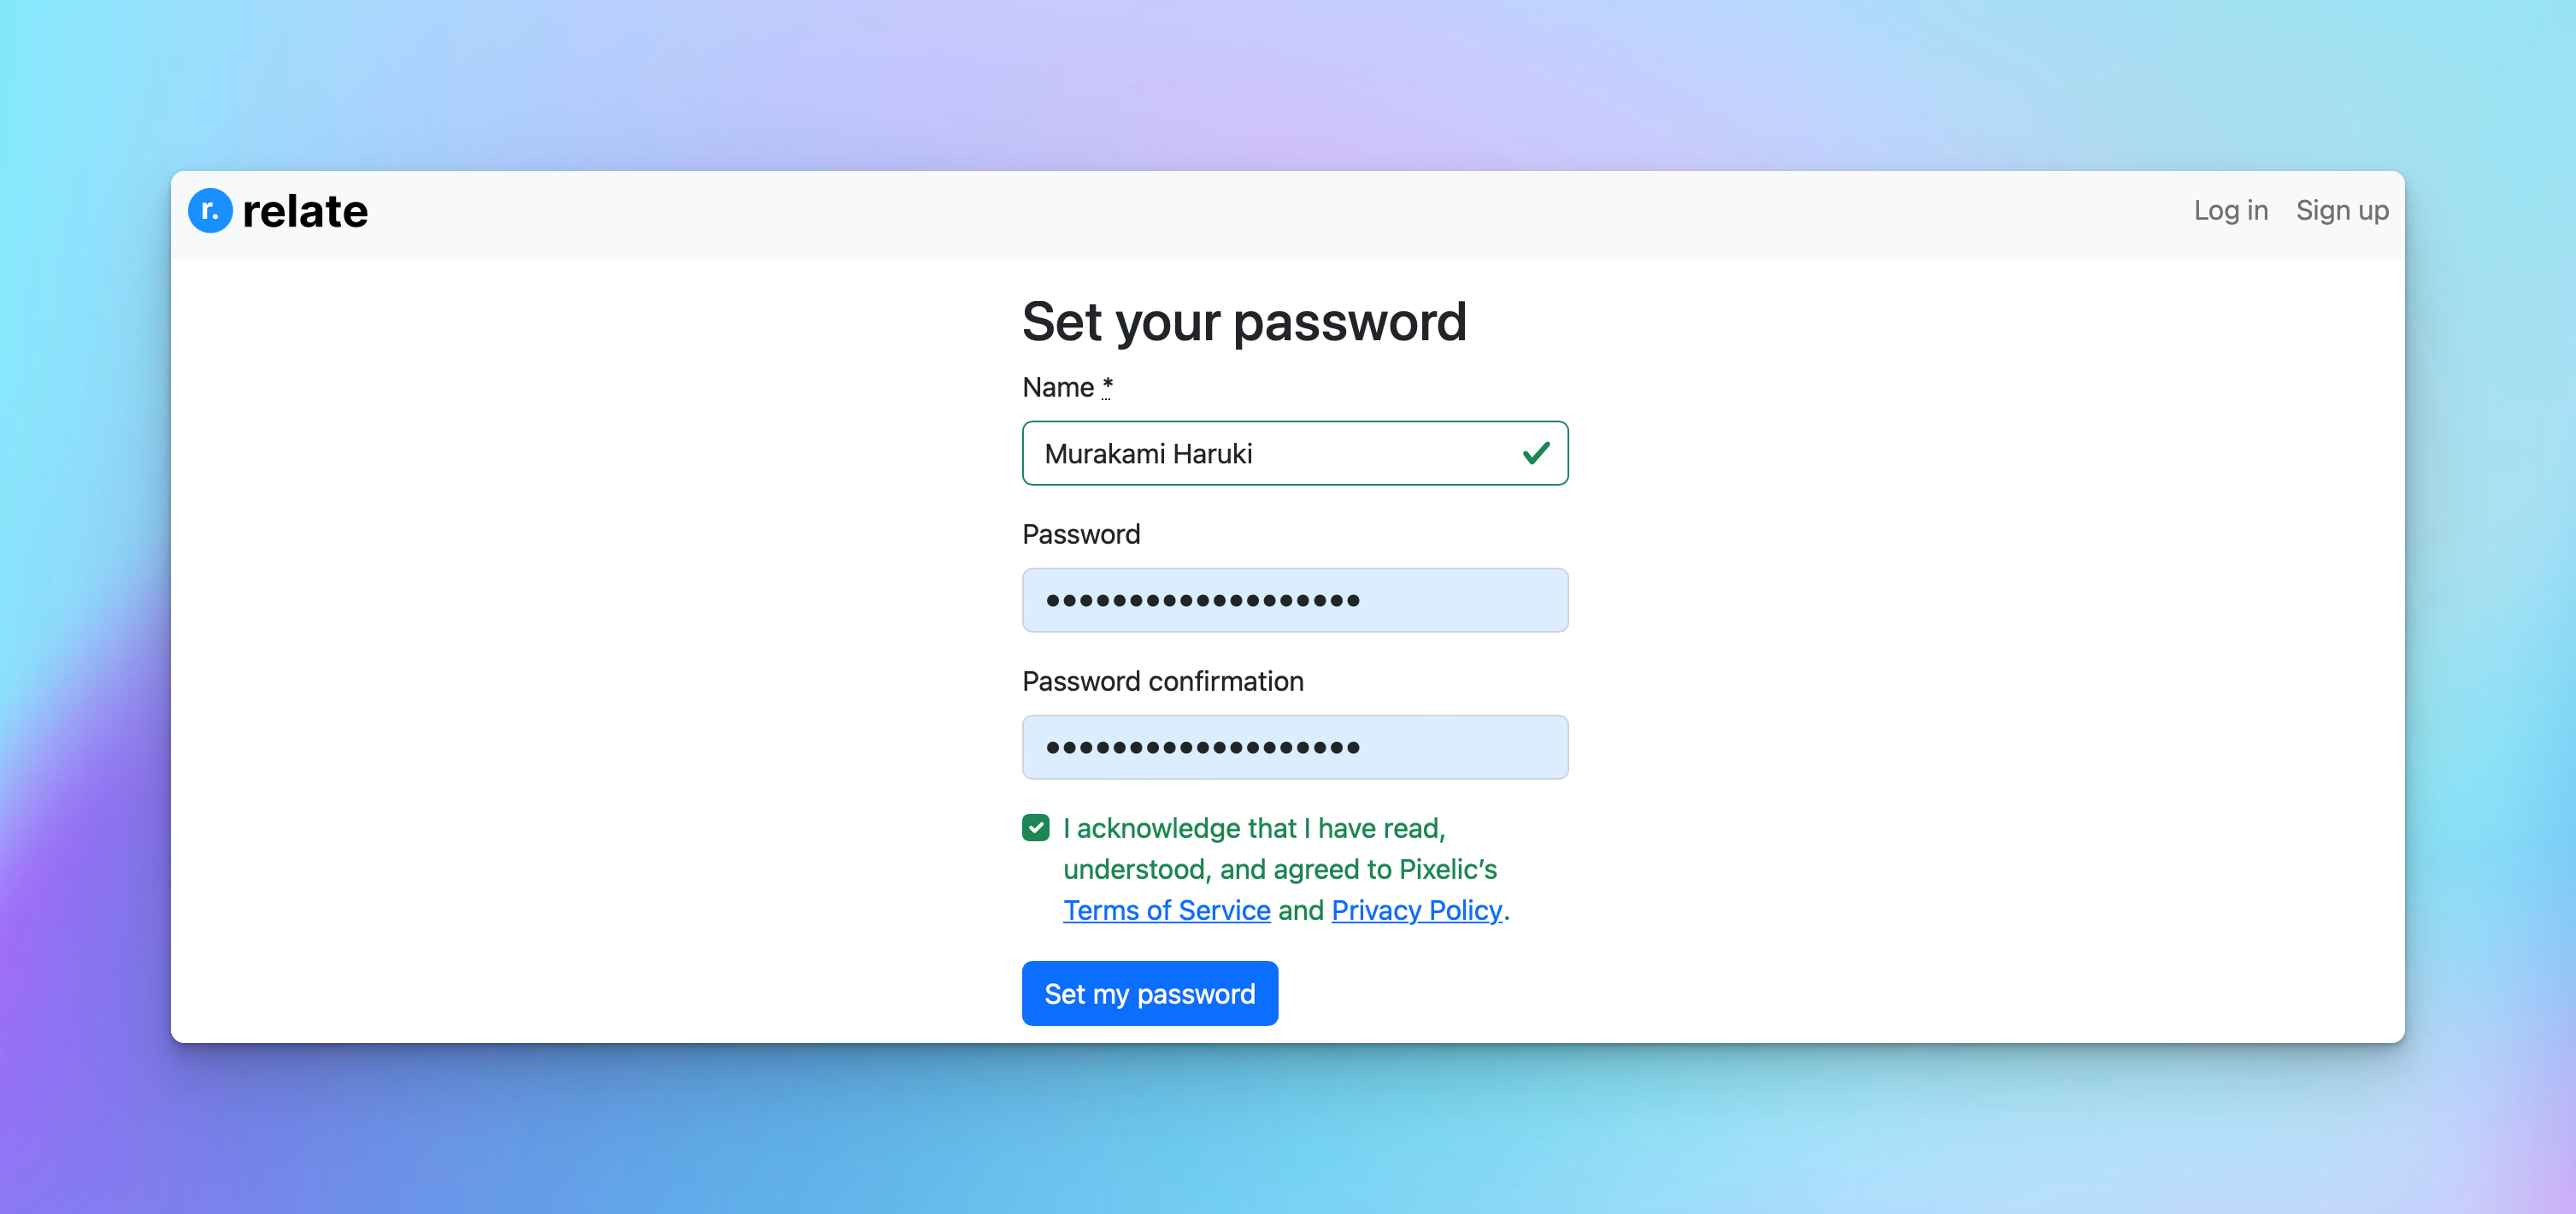 r. relate
Log in
Sign up
Set your password
Name *
Murakami Haruki
Password
•••••••••••••••••••
Password confirmation
•••••••••••••••••••
I acknowledge that I have read,
understood, and agreed to Pixelic’s
Terms of Service and Privacy Policy.
Set my password